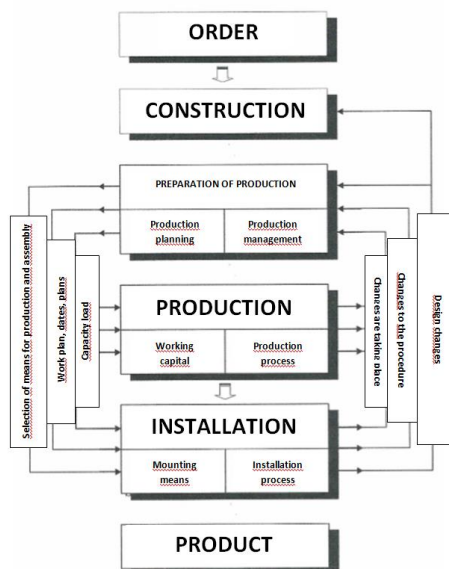 ORDER
CONSTRUCTION
PREPARATION OF PRODUCTION
Production planning
Production management
Selection of means for production and assembly
Work plan, dates, plans
Capacity load
PRODUCTION
Working capital
Production process
Changes are taking place
Changes to the procedure
Design changes
INSTALLATION
Mounting means
Installation process
PRODUCT